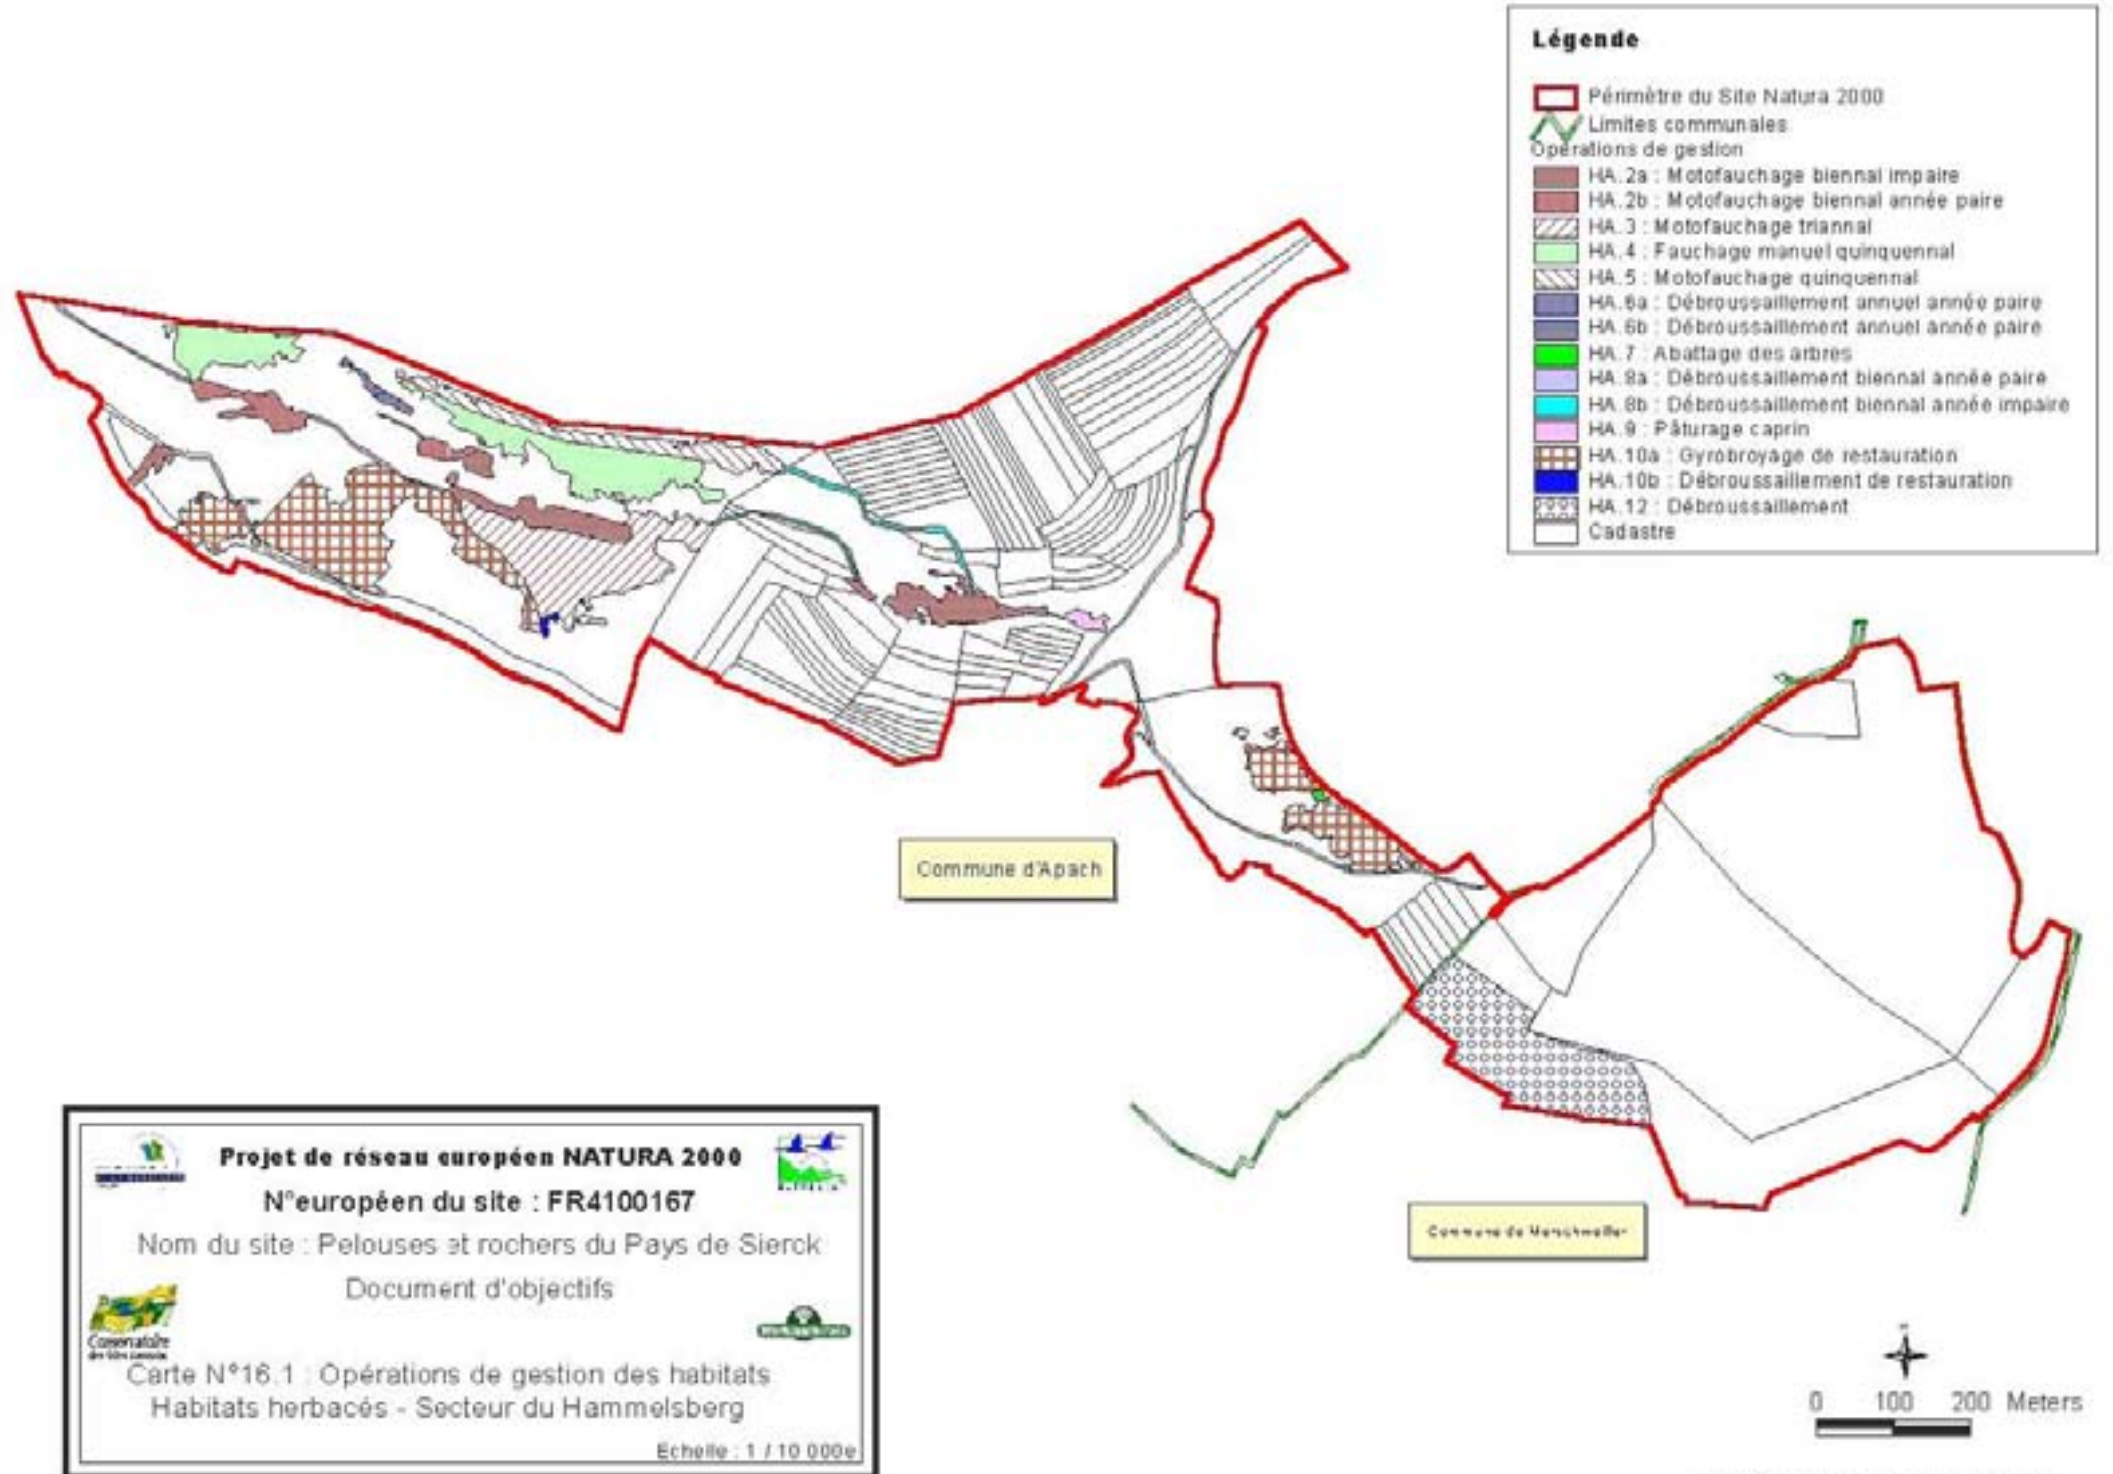 Légende
Périmètre du Site Natura 2000
Limites communales
Opérations de gestion
HA.2a : Motofauchage biennal impaire
HA.2b : Motofauchage biennal année paire
HA.3 : Motofauchage triannal
HA.4 : Fauchage manuel quinquennal
HA.5 : Motofauchage quinquennal
HA.6a : Débroussaillement annuel année paire
HA.6b : Débroussaillement annuel année paire
HA.7 : Abattage des arbres
HA.8a : Débroussaillement biennal année paire
HA.8b : Débroussaillement biennal année impaire
HA.9 : Pâturage caprin
HA.10a : Gyrobroyage de restauration
HA.10b : Débroussaillement de restauration
HA.12 : Débroussaillement
Cadastre
Commune d'Apach
Commune de
Projet de réseau européen NATURA 2000
N°européen du site : FR4100167
Nom du site : Pelouses et rochers du Pays de Sierck
Document d'objectifs
Conservatoire
Carte N°16.1 : Opérations de gestion des habitats
Habitats herbacés - Secteur du Hammelsberg
Echelle : 1 / 10 000e
0 100 200 Meters